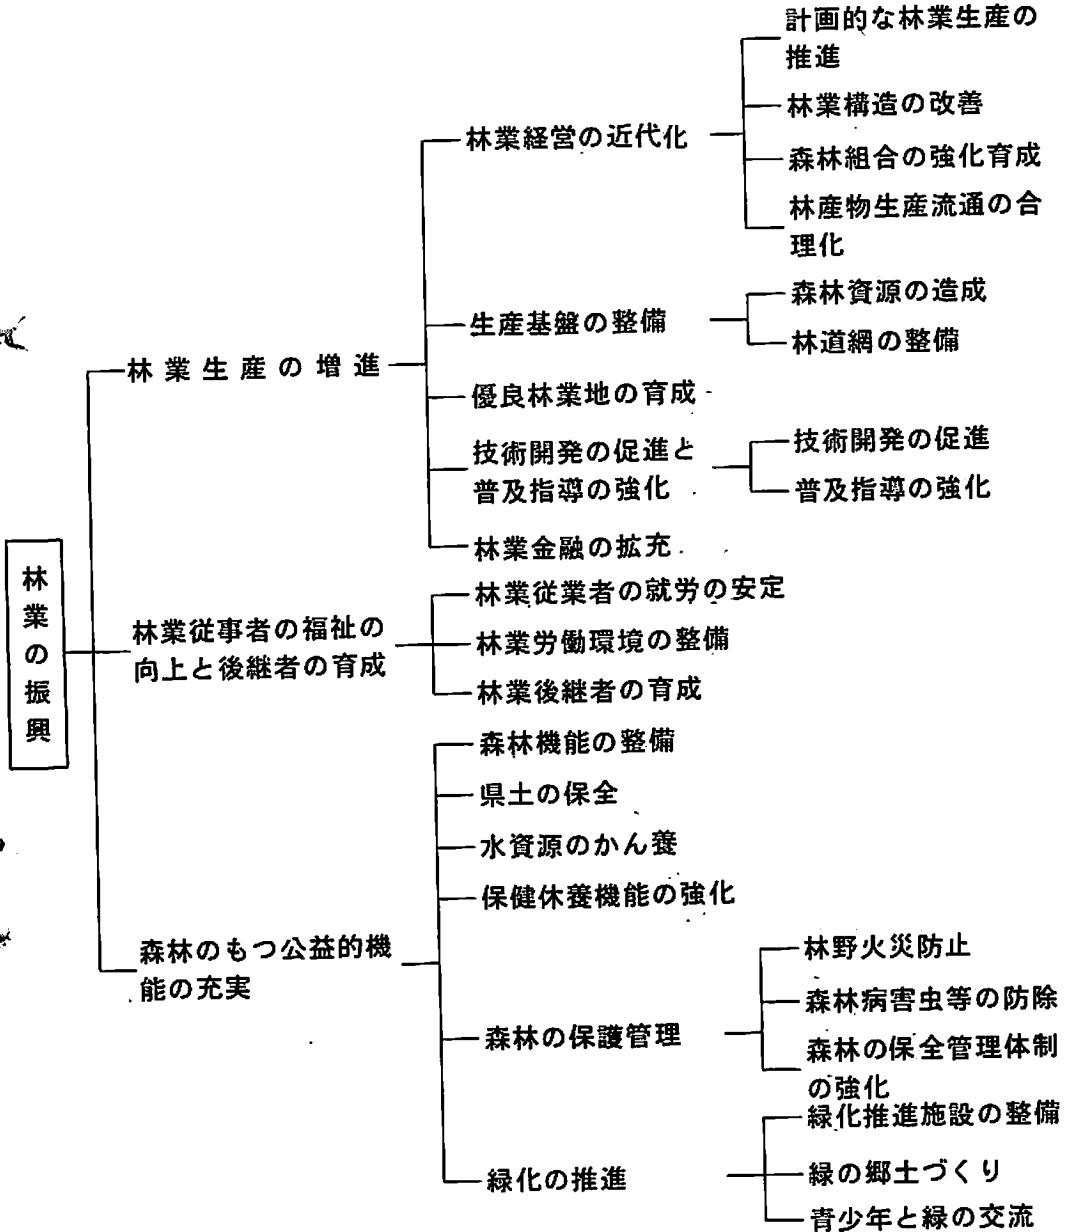 林業の振興
林業生産の増進
林業経営の近代化
計画的な林業生産の
推進
林業構造の改善
森林組合の強化育成
林産物生産流通の合
理化
生産基盤の整備
森林資源の造成
林道網の整備
優良林業地の育成
技術開発の促進と
普及指導の強化
技術開発の促進
普及指導の強化
林業金融の拡充
林業従事者の福祉の
向上と後継者の育成
林業従業者の就労の安定
林業労働環境の整備
林業後継者の育成
森林のもつ公益的機
能の充実
森林機能の整備
県土の保全
水資源のかん養
保健休養機能の強化
森林の保護管理
林野火災防止
森林病害虫等の防除
森林の保全管理体制
の強化
緑化の推進
緑化推進施設の整備
緑の郷土づくり
青少年と緑の交流